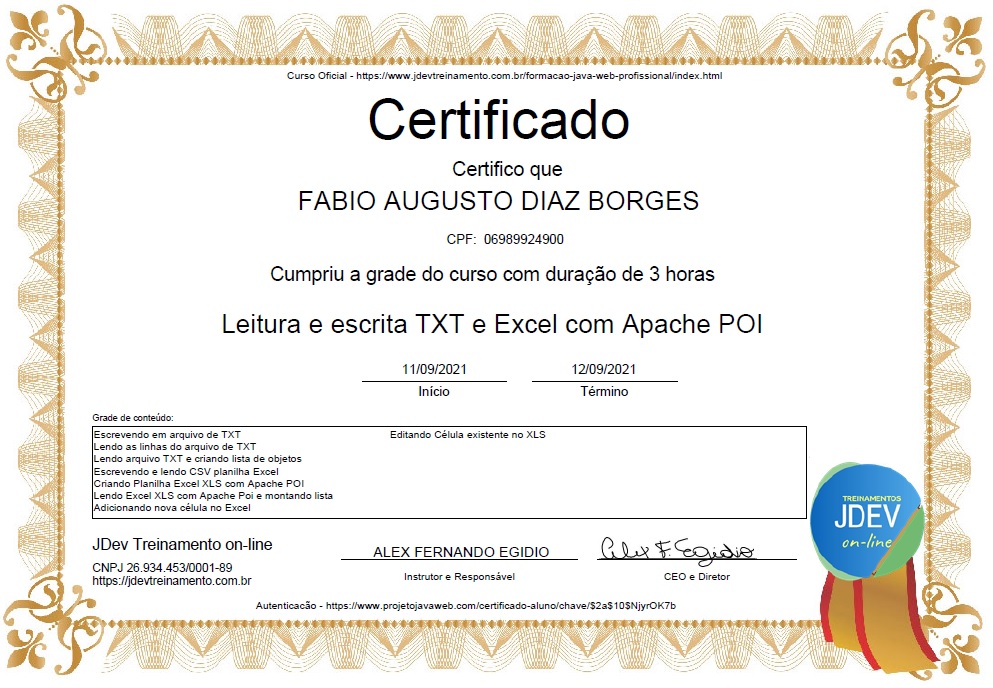 Curso Oficial - https://www.jdevtreinamento.com.br/formacao-java-web-profissional/index.html
Certificado
Certifico que
FABIO AUGUSTO DIAZ BORGES
CPF: 06989924900
Cumpriu a grade do curso com duração de 3 horas
Leitura e escrita TXT e Excel com Apache POI
11/09/2021 12/09/2021
Início Término
Grade de conteúdo:
Escrevendo em arquivo de TXT Editando Célula existente no XLS
Lendo as linhas do arquivo de TXT
Lendo arquivo TXT e criando lista de objetos
Escrevendo e lendo CSV planilha Excel
Criando Planilha Excel XLS com Apache POI
Lendo Excel XLS com Apache Poi e montando lista
Adicionando nova célula no Excel
TREINAMENTOS
JDEV
on-line
JDev Treinamento on-line
ALEX FERNANDO EGIDIO Alex F. Egidio
CNPJ 26.934.453/0001-89
Instrutor e Responsável CEO e Diretor
https://jdevtreinamento.com.br
Autenticacão - https://www.projetojavaweb.com/certificado-aluno/chave/$2a$10$NjyrOK7b